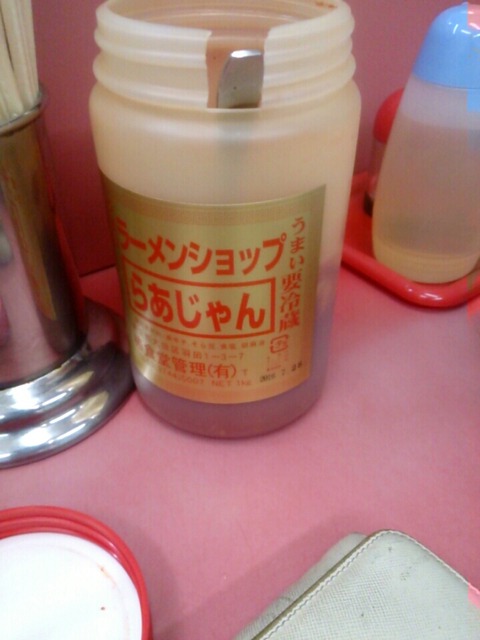 うまい要冷蔵
ラーメンショップ
らあじゃん
食堂管理(有)
NET 1kg